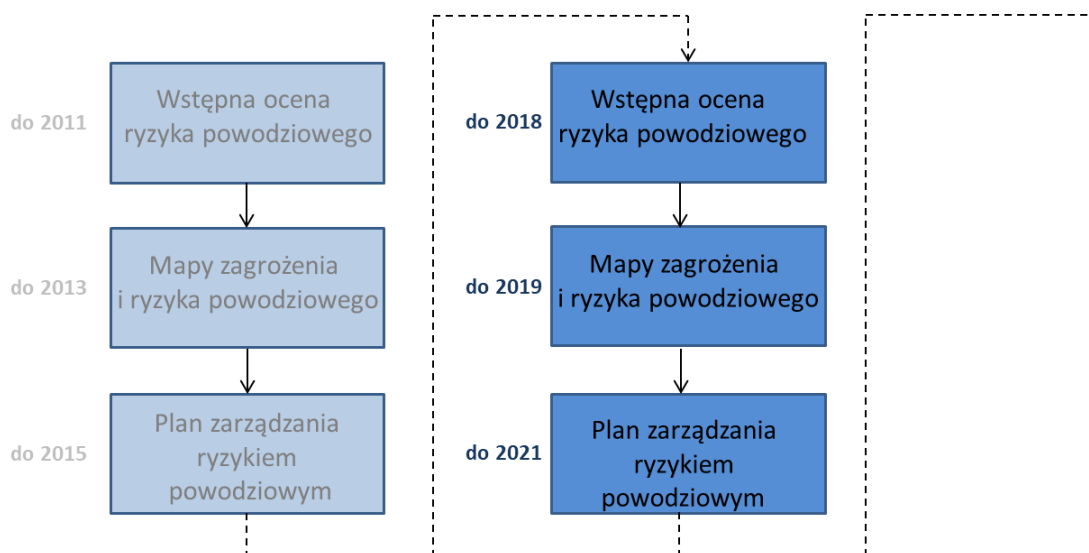 do 2011
Wstępna ocena
ryzyka powodziowego
do 2013
Mapy zagrożenia
i ryzyka powodziowego
do 2015
Plan zarządzania
ryzykiem
powodziowym
do 2018
Wstępna ocena
ryzyka powodziowego
do 2019
Mapy zagrożenia
i ryzyka powodziowego
do 2021
Plan zarządzania
ryzykiem
powodziowym